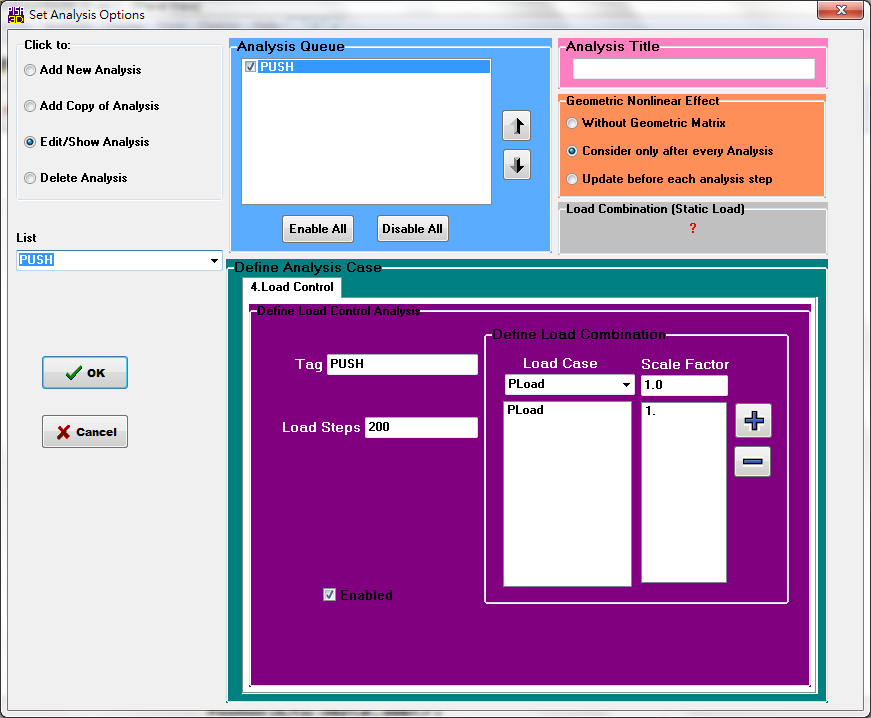 Set Analysis Options
Click to:
Add New Analysis
Add Copy of Analysis
Edit/Show Analysis
Delete Analysis
List
PUSH
OK
Cancel
Analysis Queue
PUSH
Enable All
Disable All
Analysis Title
Geometric Nonlinear Effect
Without Geometric Matrix
Consider only after every Analysis
Update before each analysis step
Load Combination (Static Load)
?
Define Analysis Case
4.Load Control
Define Load Control Analysis
Tag PUSH
Load Steps 200
Enabled
Define Load Combination
Load Case Scale Factor
PLoad 1.0
PLoad 1.